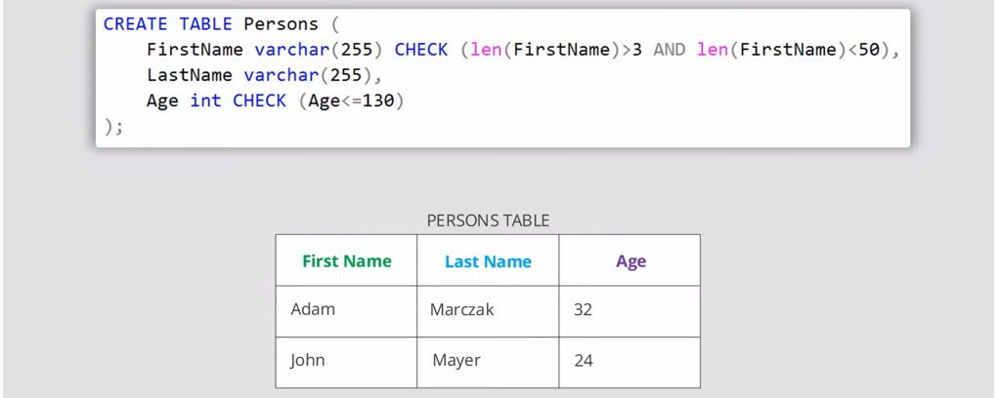 CREATE TABLE Persons (
FirstName varchar(255) CHECK (len(FirstName)>3 AND len(FirstName)<50),
LastName varchar(255),
Age int CHECK (Age<=130)
);
PERSONS TABLE
First Name Last Name Age
Adam Marczak 32
John Mayer 24